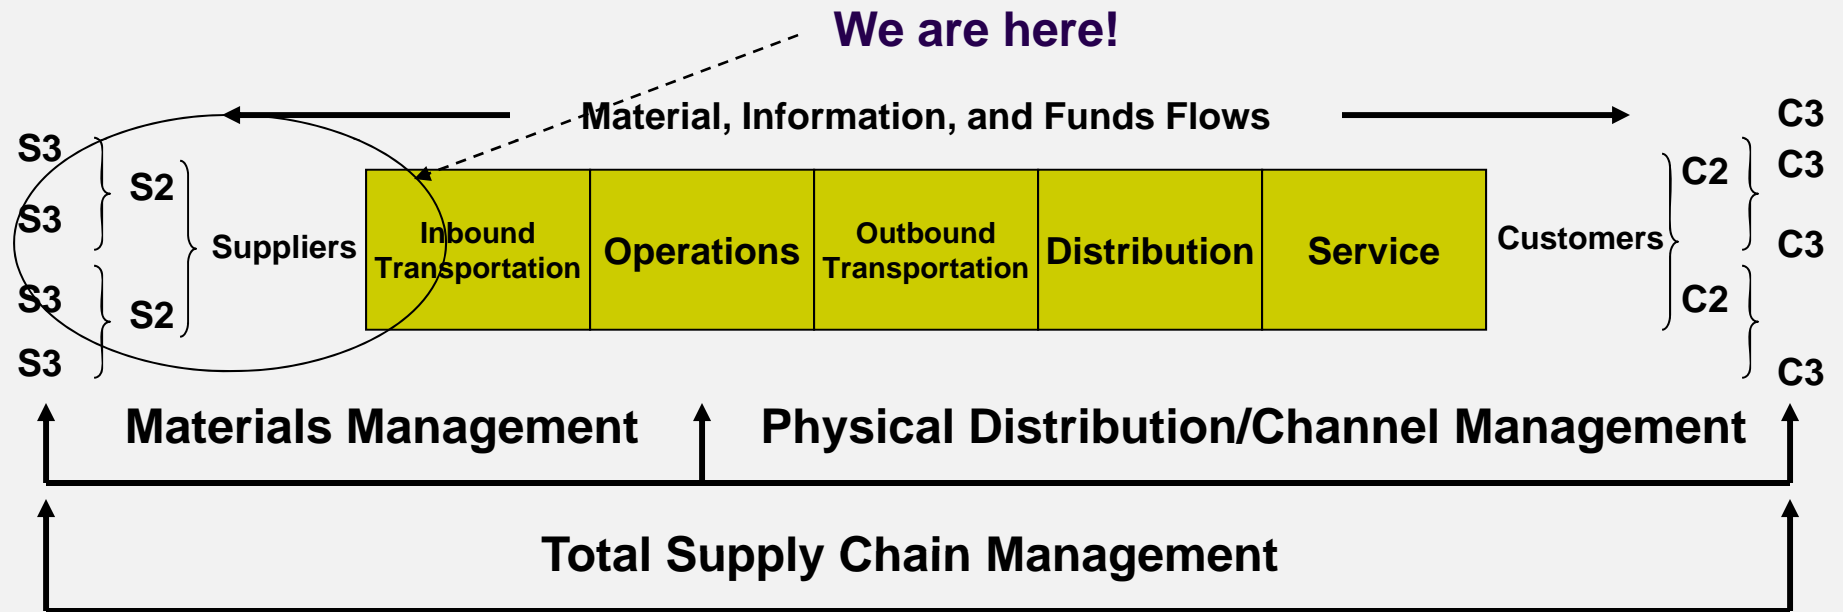 We are here!
Material, Information, and Funds Flows
S3
S3
S3
S3
S2
S2
Suppliers
Inbound
Transportation
Operations
Outbound
Transportation
Distribution
Service
Customers
C2
C2
C3
C3
C3
C3
Materials Management
Physical Distribution/Channel Management
Total Supply Chain Management